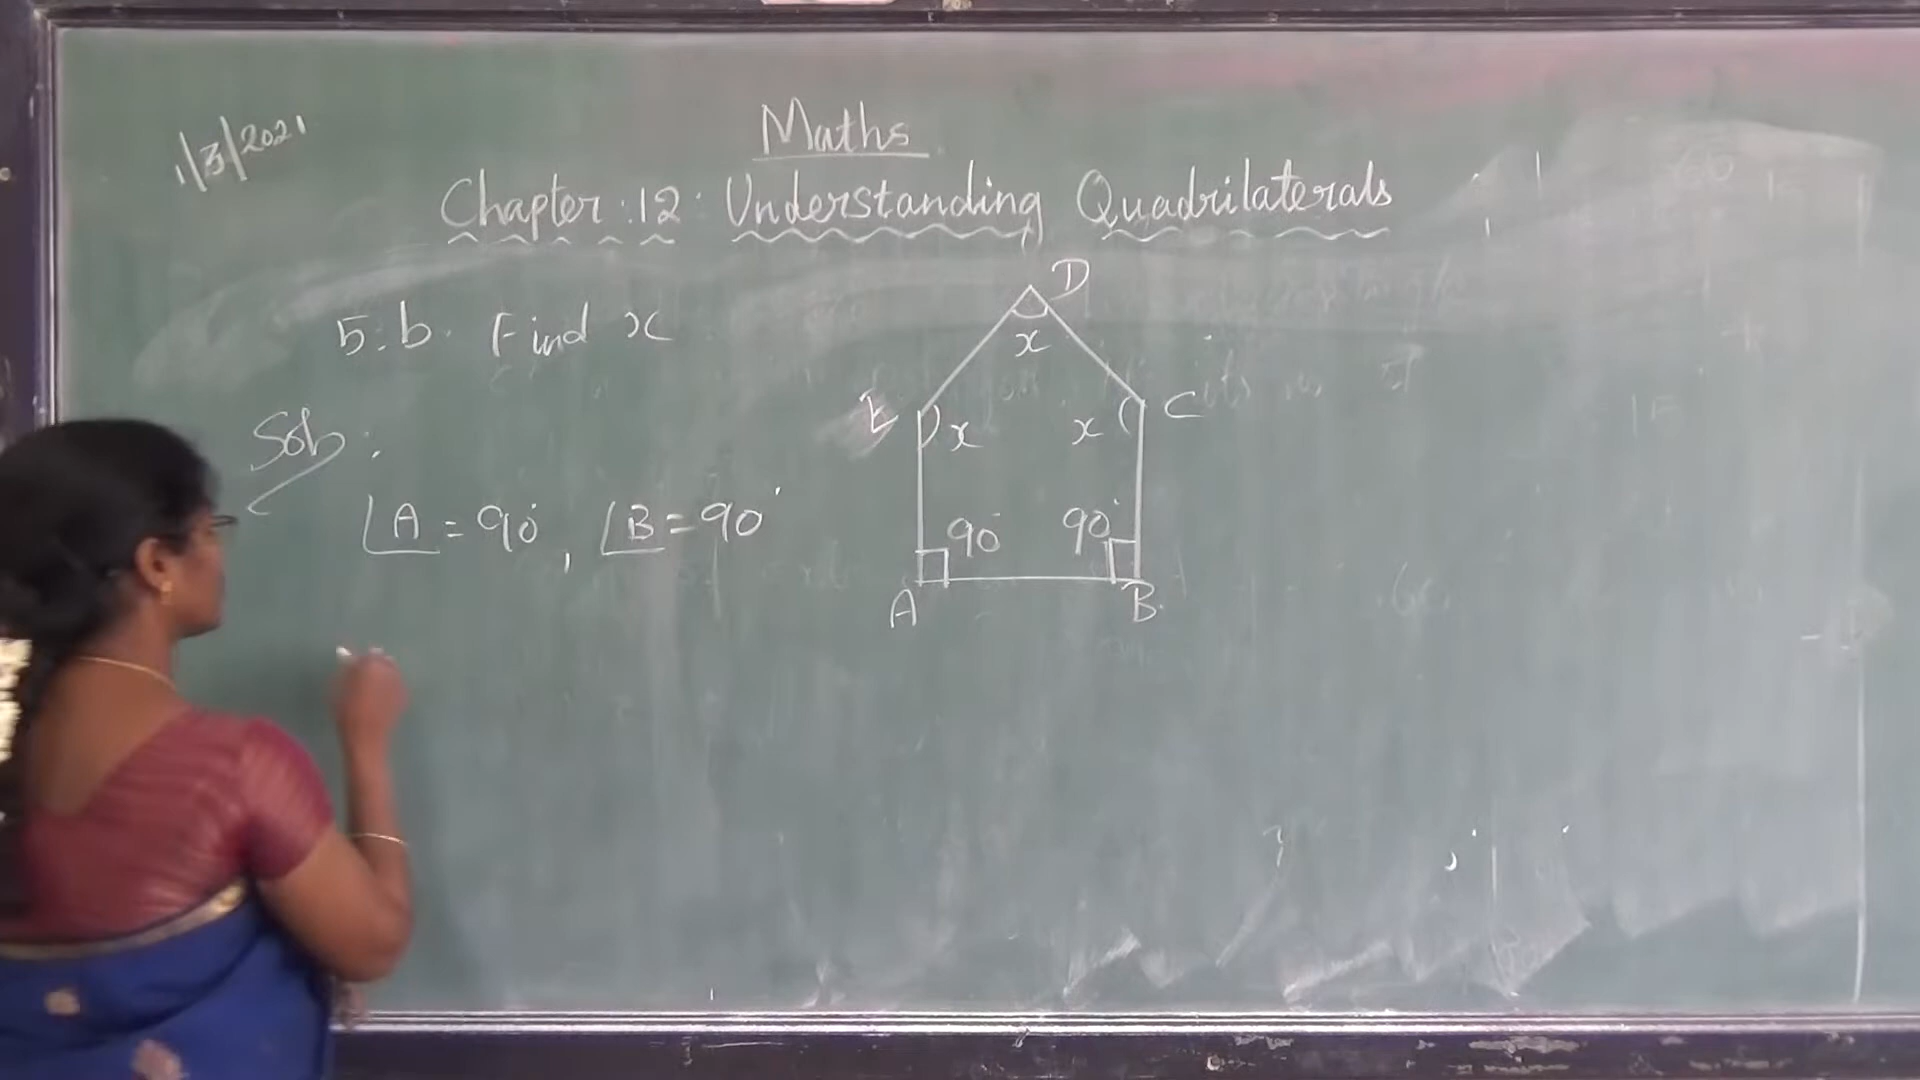 1/3/2021
Maths
Chapter : 12 : Understanding Quadrilaterals
5. b. Find x
Sol :
∠A = 90°, ∠B = 90°
D
x
E x x C
90° 90°
A B